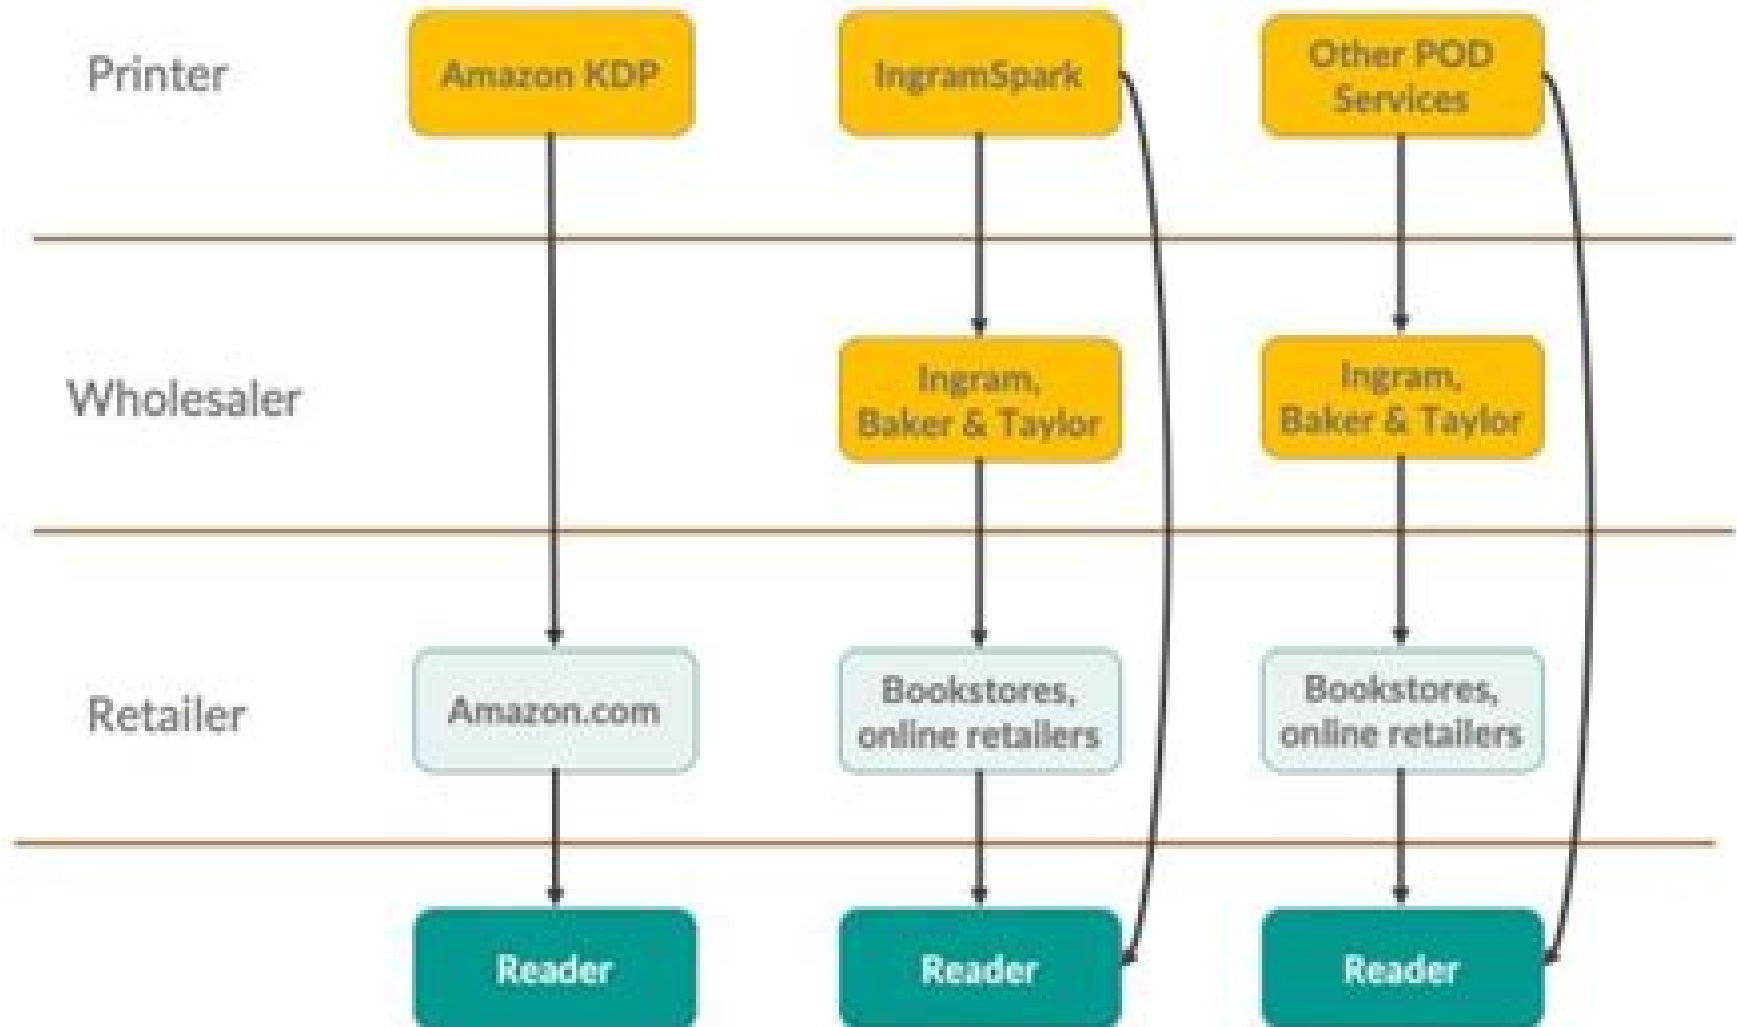 Printer
Amazon KDP
IngramSpark
Other POD
Services
Wholesaler
Ingram,
Baker & Taylor
Ingram,
Baker & Taylor
Retailer
Amazon.com
Bookstores,
online retailers
Bookstores,
online retailers
Reader
Reader
Reader